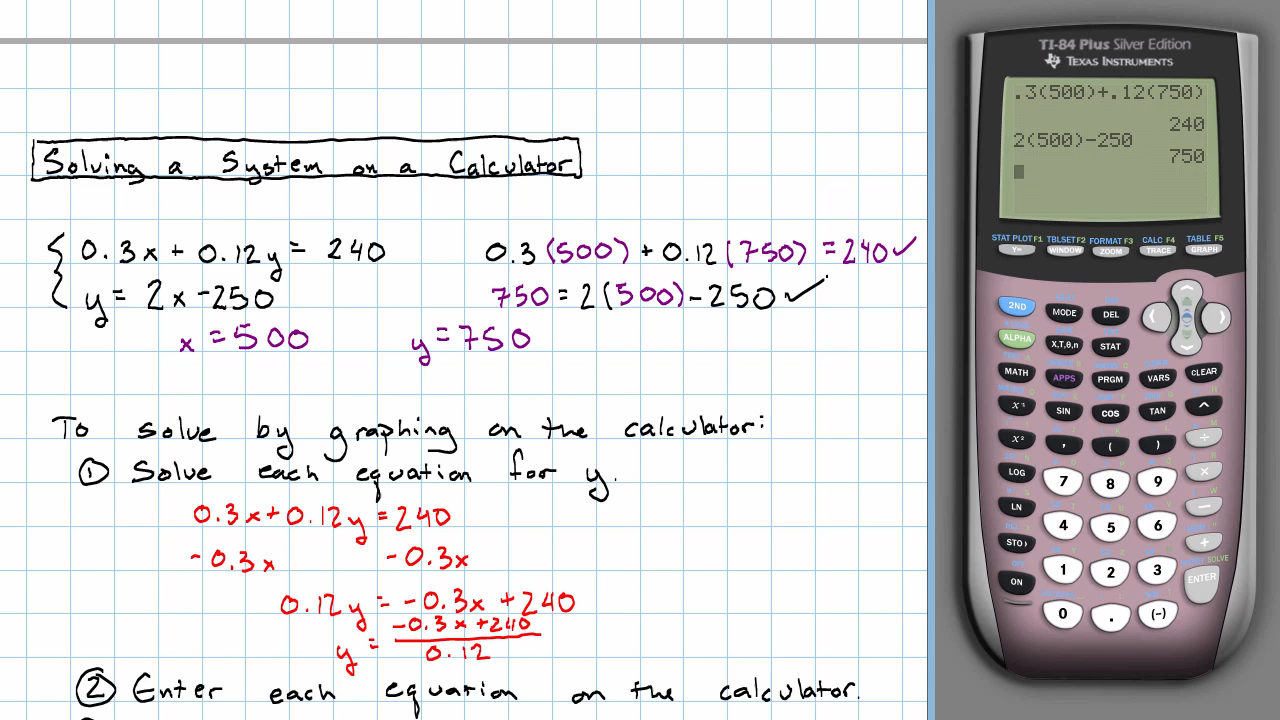 Solving a System on a Calculator
0.3x + 0.12y = 240
y = 2x - 250
x = 500 y = 750
0.3(500) + 0.12(750) = 240 ✓
750 = 2(500) - 250 ✓
To solve by graphing on the calculator:
① Solve each equation for y.
0.3x + 0.12y = 240
-0.3x -0.3x
0.12y = -0.3x + 240
y = -0.3x + 240
0.12
② Enter each equation on the calculator.
TI-84 Plus Silver Edition
TEXAS INSTRUMENTS
.3(500)+.12(750)
240
2(500)-250
750
STAT PLOT F1 TBLSET F2 FORMAT F3 CALC F4 TABLE F5
Y= WINDOW ZOOM TRACE GRAPH
2ND MODE DEL
ALPHA X,T,θ,n STAT
MATH APPS PRGM VARS CLEAR
x⁻¹ SIN COS TAN ^
x² , ( ) ÷
LOG 7 8 9 ×
LN 4 5 6 −
STO▸ 1 2 3 +
ON 0 . (-) ENTER